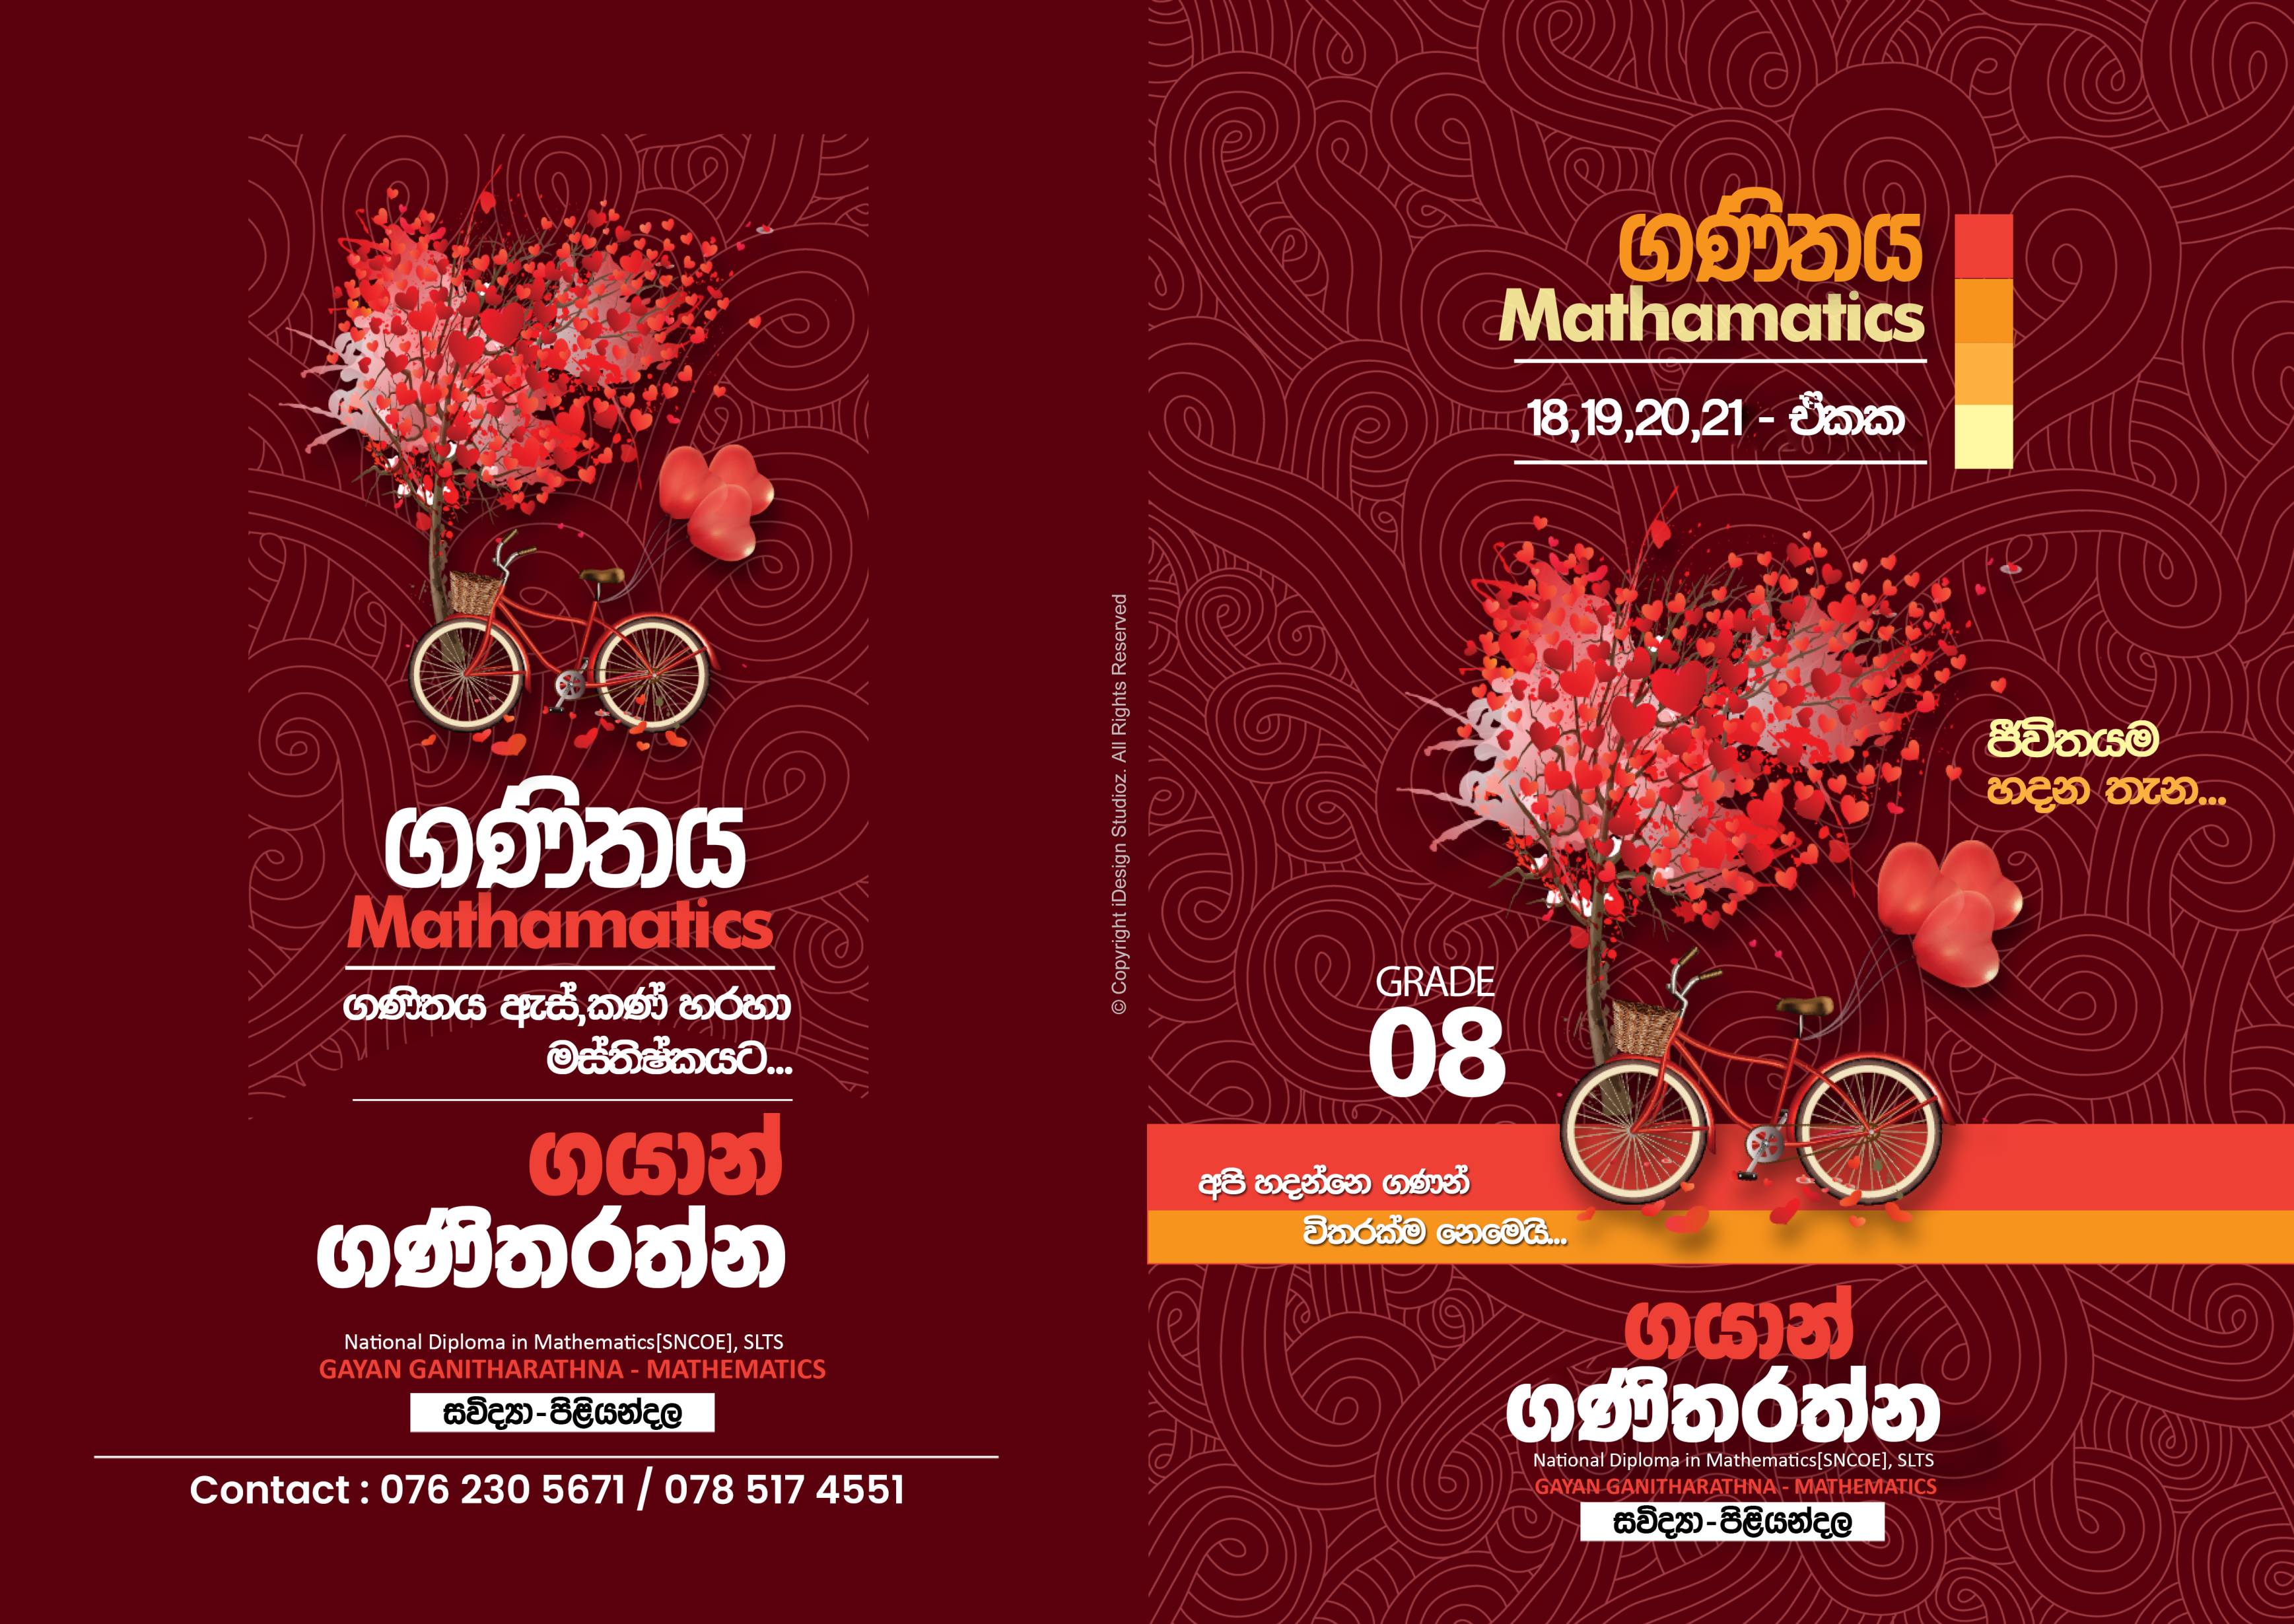 ගණිතය
Mathamatics
ගණිතය ඇස්,කණ් හරහා
මස්තිෂ්කයට...
ගයාන්
ගණිතරත්න
National Diploma in Mathematics[SNCOE], SLTS
GAYAN GANITHARATHNA - MATHEMATICS
සවිද්‍යා - පිළියන්දල
Contact : 076 230 5671 / 078 517 4551
© Copyright iDesign Studioz. All Rights Reserved
ගණිතය
Mathamatics
18,19,20,21 - ඒකක
ජීවිතයම
හදන තැන...
GRADE
08
අපි හදන්නෙ ගණන්
විතරක්ම නෙමෙයි...
ගයාන්
ගණිතරත්න
National Diploma in Mathematics[SNCOE], SLTS
GAYAN GANITHARATHNA - MATHEMATICS
සවිද්‍යා - පිළියන්දල